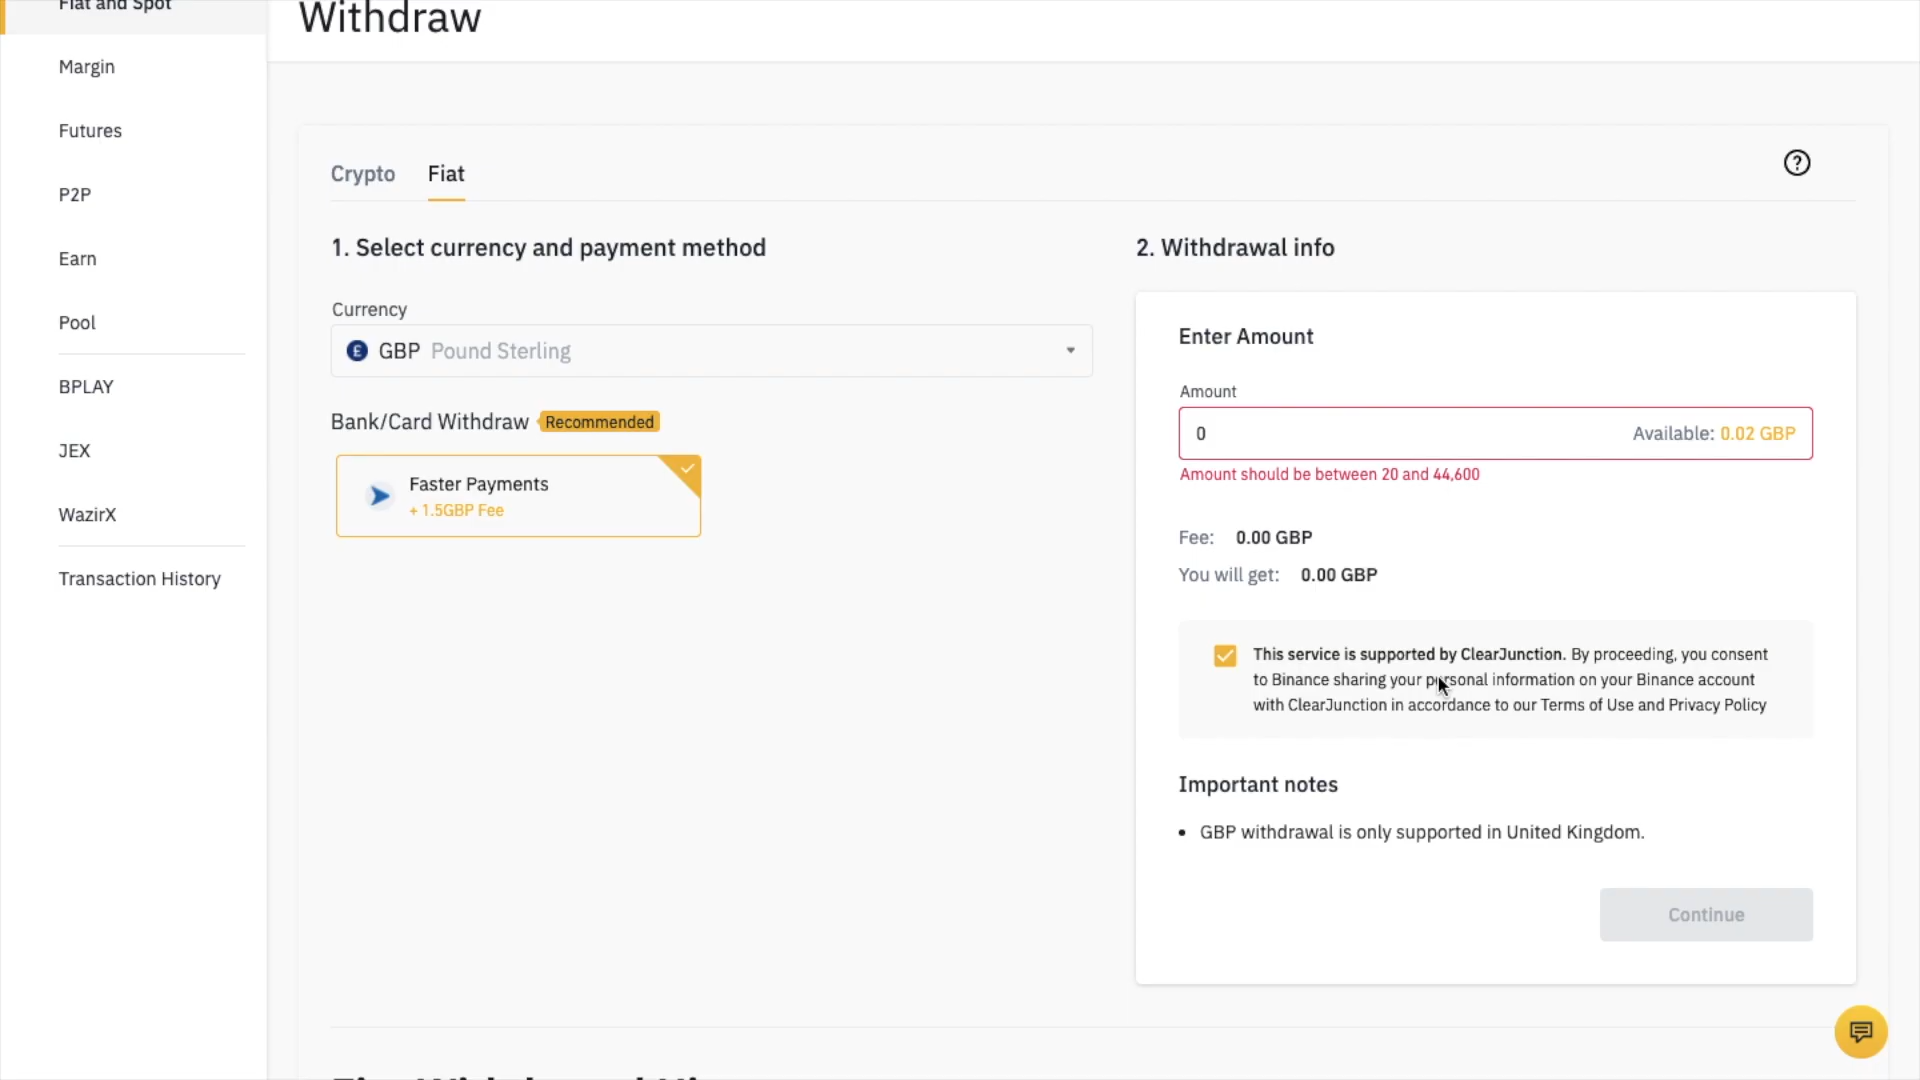 Fiat and Spot
Withdraw
Margin
Futures
P2P
Earn
Pool
BPLAY
JEX
WazirX
Transaction History
Crypto
Fiat
?
1. Select currency and payment method
Currency
£ GBP Pound Sterling
Bank/Card Withdraw Recommended
Faster Payments
+ 1.5GBP Fee
2. Withdrawal info
Enter Amount
Amount
0 Available: 0.02 GBP
Amount should be between 20 and 44,600
Fee: 0.00 GBP
You will get: 0.00 GBP
This service is supported by ClearJunction. By proceeding, you consent
to Binance sharing your personal information on your Binance account
with ClearJunction in accordance to our Terms of Use and Privacy Policy
Important notes
• GBP withdrawal is only supported in United Kingdom.
Continue